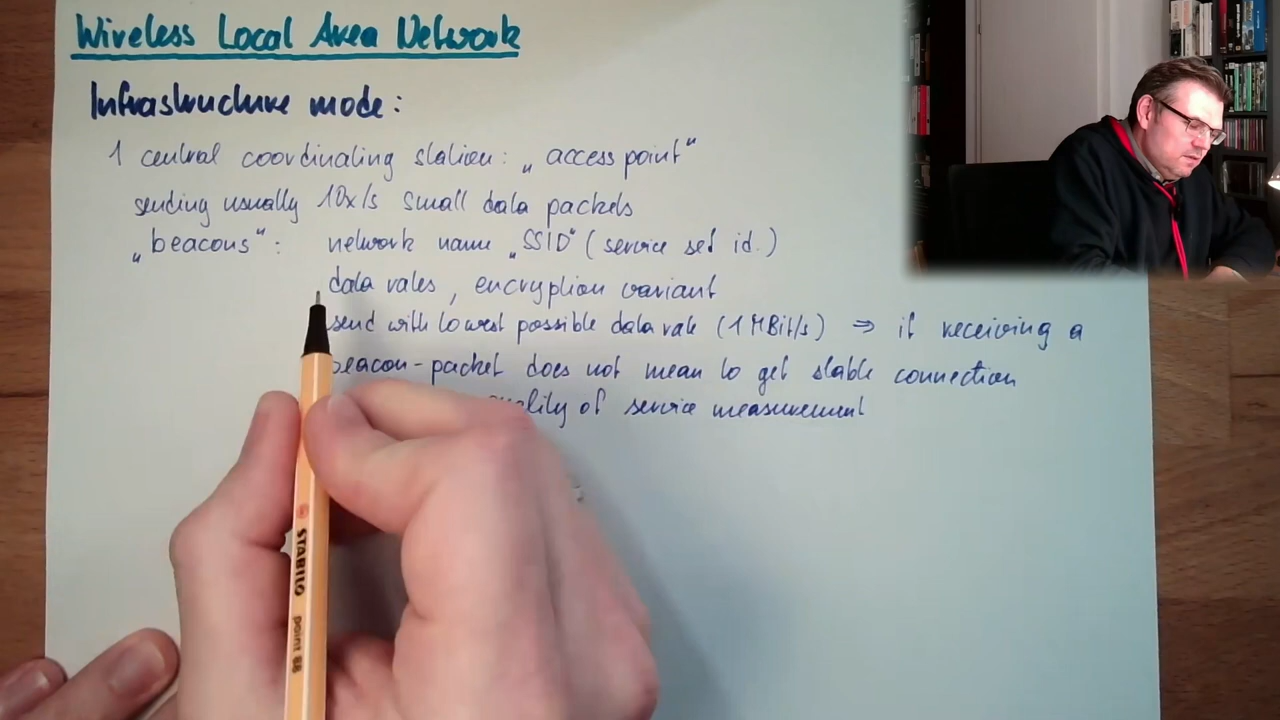 Wireless Local Area Network
Infrastructure mode:
1 central coordinating station: „access point“
sending usually 10x/s small data packets
„beacons“: network name „SSID“ (service set id.)
data rates, encryption variant
send with lowest possible data rate (1 MBit/s) ⇒ if receiving a
beacon-packet does not mean to get stable connection
quality of service measurement
STABILO
point 88